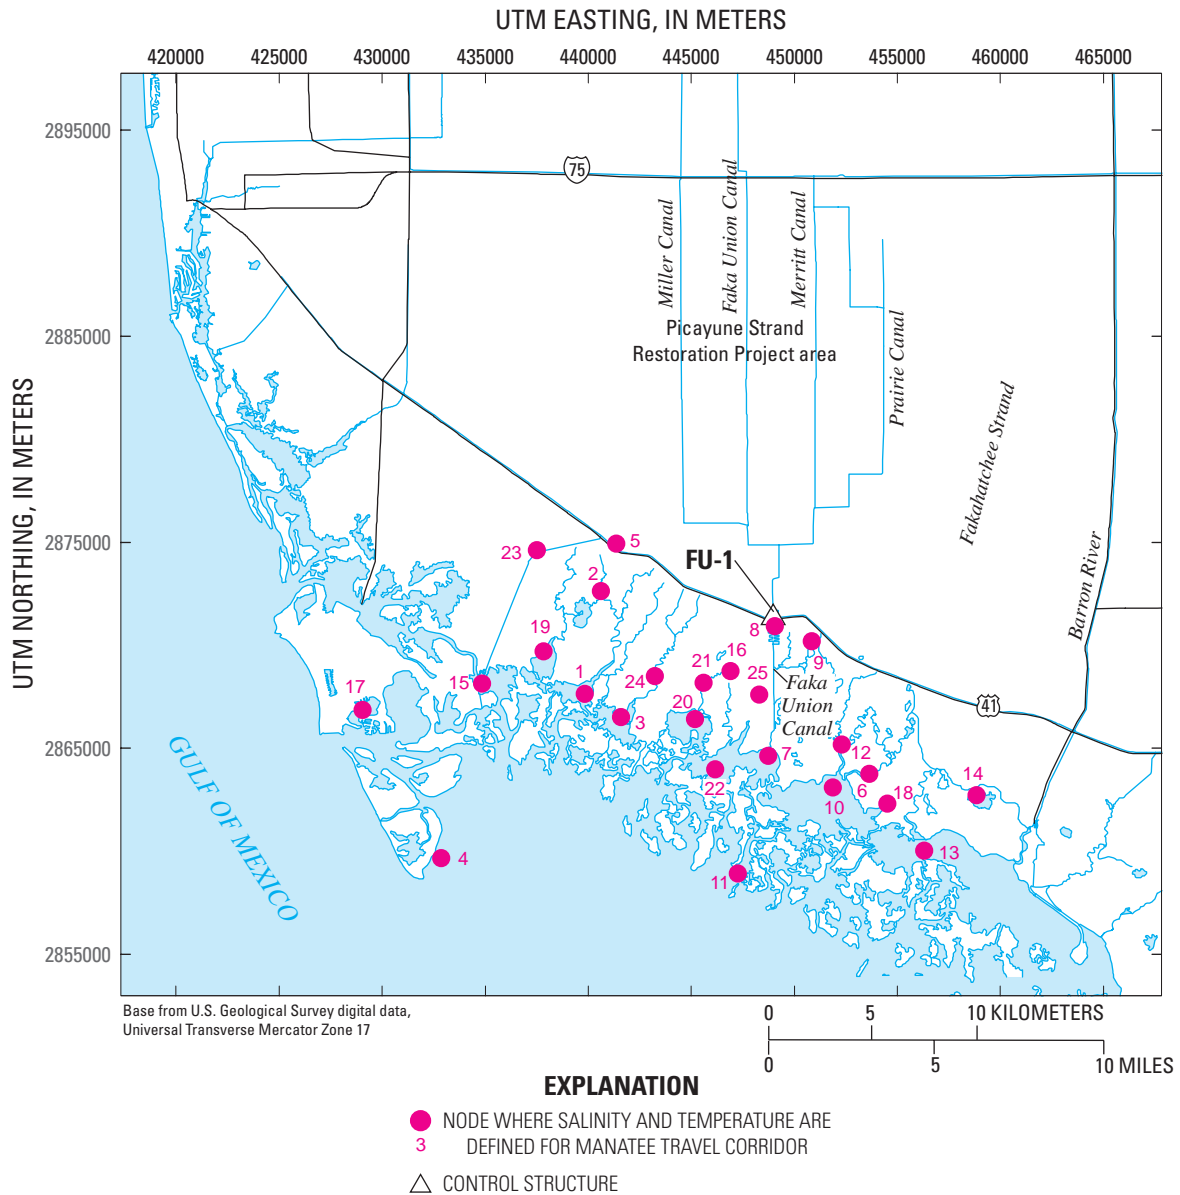 UTM EASTING, IN METERS
420000 425000 430000 435000 440000 445000 450000 455000 460000 465000
UTM NORTHING, IN METERS
2895000
2885000
2875000
2865000
2855000
75
Miller Canal
Faka Union Canal
Merritt Canal
Picayune Strand
Restoration Project area
Prairie Canal
Fakahatchee Strand
Barron River
FU-1
5
23
2
8
9
19
16
21
25
24
1
15
17
20
3
Faka
Union
Canal
41
7
12
22
6
14
10
18
4
13
11
GULF OF MEXICO
Base from U.S. Geological Survey digital data,
Universal Transverse Mercator Zone 17
0 5 10 KILOMETERS
0 5 10 MILES
EXPLANATION
NODE WHERE SALINITY AND TEMPERATURE ARE
3 DEFINED FOR MANATEE TRAVEL CORRIDOR
CONTROL STRUCTURE